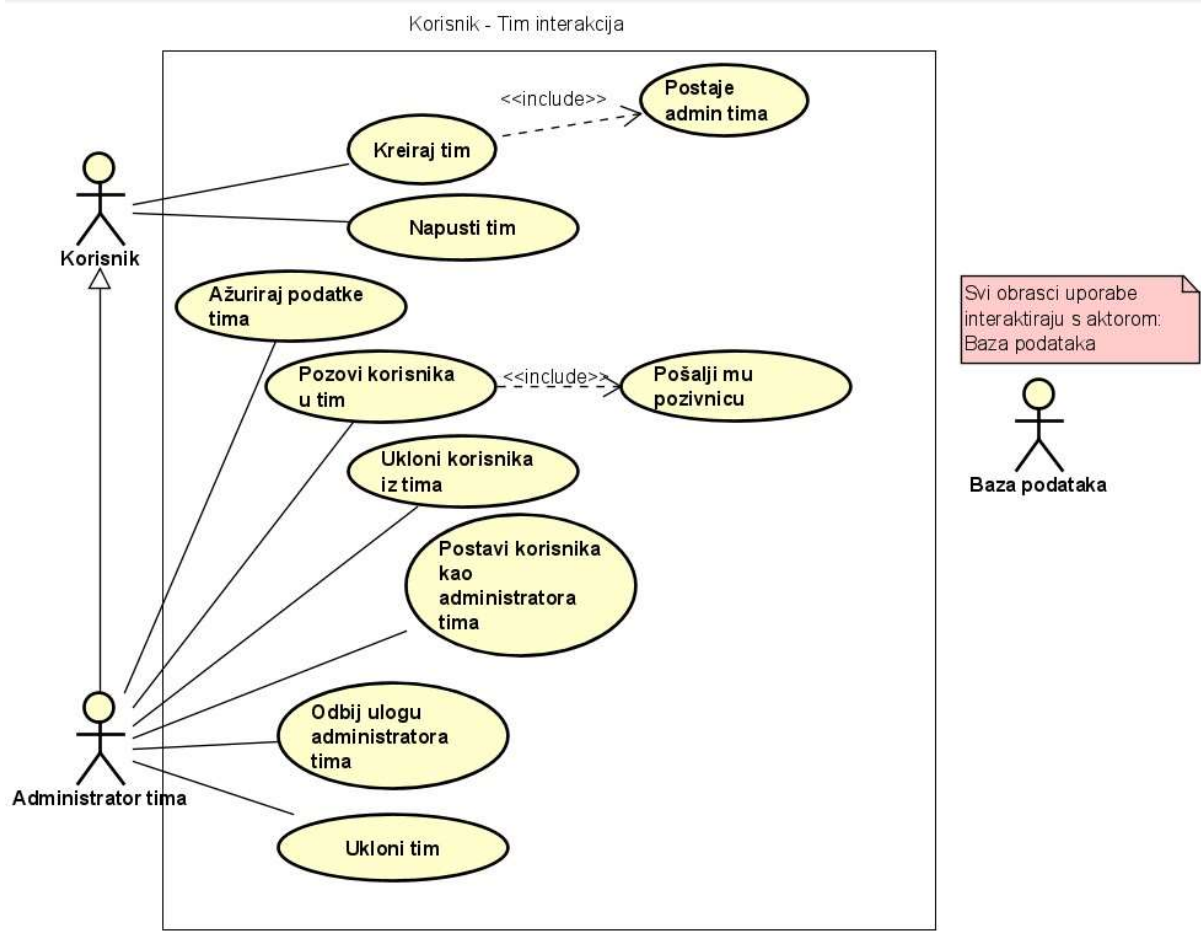 Korisnik - Tim interakcija
<<include>>
Postaje
admin tima
Kreiraj tim
Napusti tim
Korisnik
Ažuriraj podatke
tima
Svi obrasci uporabe
interaktiraju s aktorom:
Baza podataka
Pozovi korisnika
u tim
<<include>>
Pošalji mu
pozivnicu
Ukloni korisnika
iz tima
Baza podataka
Postavi korisnika
kao
administratora
tima
Odbij ulogu
administratora
tima
Administrator tima
Ukloni tim